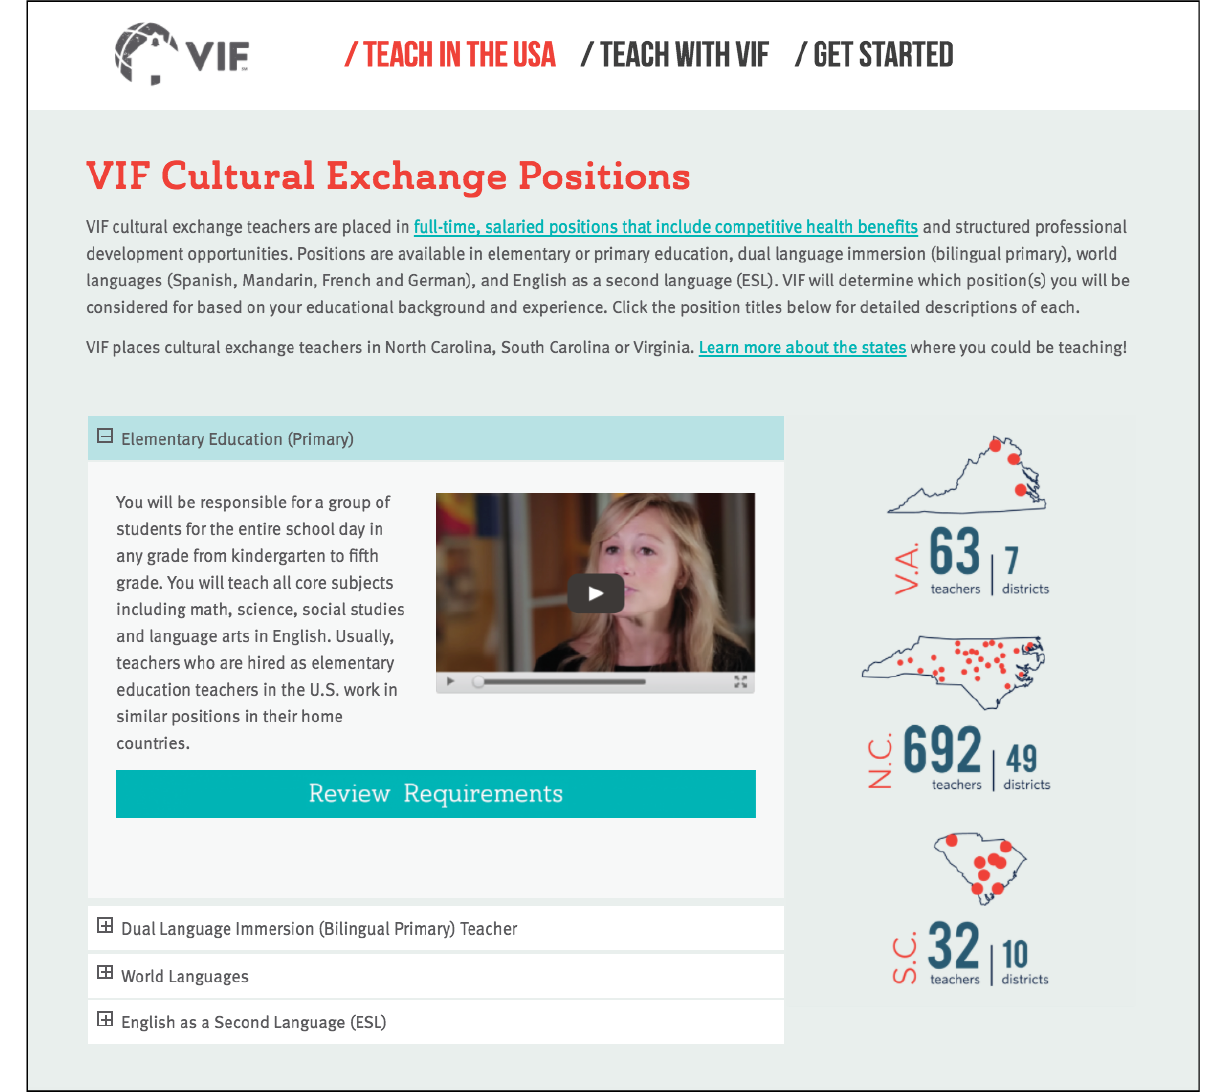 VIF
/ TEACH IN THE USA / TEACH WITH VIF / GET STARTED
VIF Cultural Exchange Positions
VIF cultural exchange teachers are placed in full-time, salaried positions that include competitive health benefits and structured professional
development opportunities. Positions are available in elementary or primary education, dual language immersion (bilingual primary), world
languages (Spanish, Mandarin, French and German), and English as a second language (ESL). VIF will determine which position(s) you will be
considered for based on your educational background and experience. Click the position titles below for detailed descriptions of each.
VIF places cultural exchange teachers in North Carolina, South Carolina or Virginia. Learn more about the states where you could be teaching!
Elementary Education (Primary)
You will be responsible for a group of
students for the entire school day in
any grade from kindergarten to fifth
grade. You will teach all core subjects
including math, science, social studies
and language arts in English. Usually,
teachers who are hired as elementary
education teachers in the U.S. work in
similar positions in their home
countries.
Review Requirements
Dual Language Immersion (Bilingual Primary) Teacher
World Languages
English as a Second Language (ESL)
V.A. 63 teachers | 7 districts
N.C. 692 teachers | 49 districts
S.C. 32 teachers | 10 districts